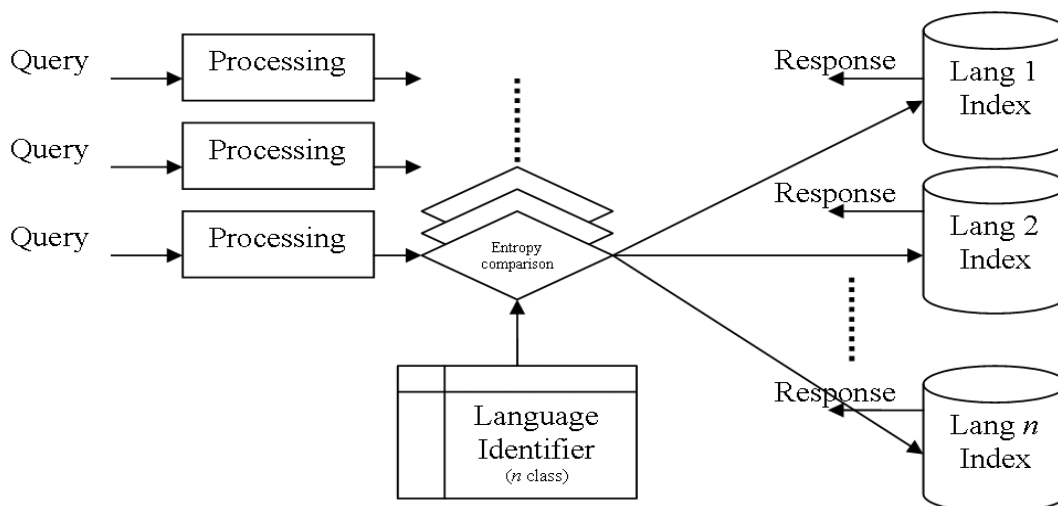 Query
Processing
Response
Lang 1
Index
Query
Processing
Response
Lang 2
Index
Query
Processing
Entropy
comparison
Response
Lang n
Index
Language
Identifier
(n class)